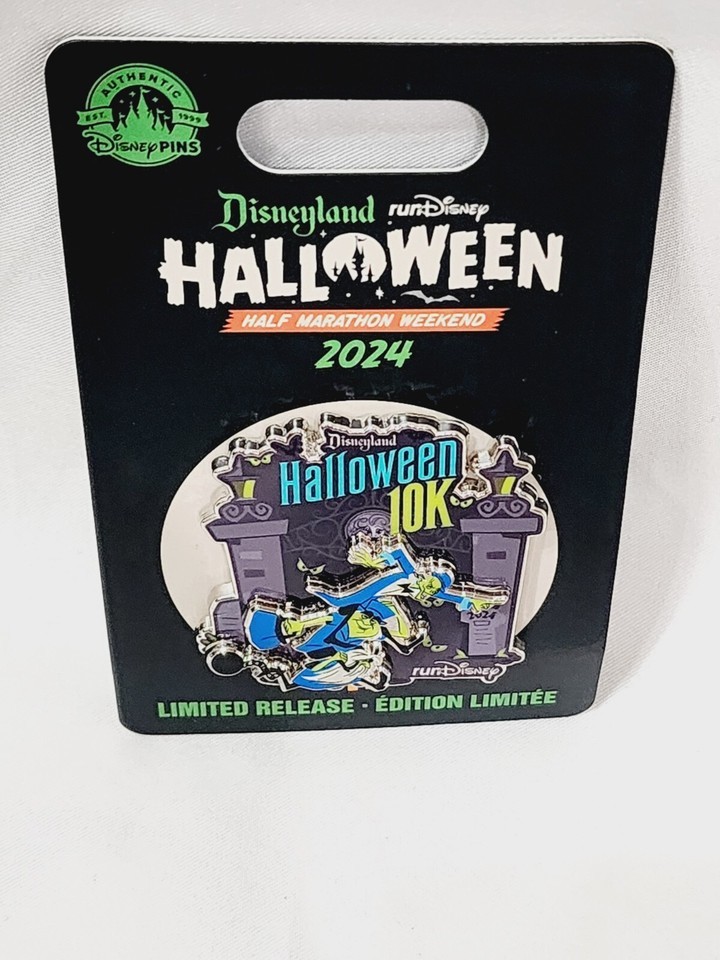 AUTHENTIC
EST. 1999
Disney PINS
Disneyland runDisney
HALLOWEEN
HALF MARATHON WEEKEND
2024
Disneyland
Halloween
10K
2024
runDisney
LIMITED RELEASE · ÉDITION LIMITÉE